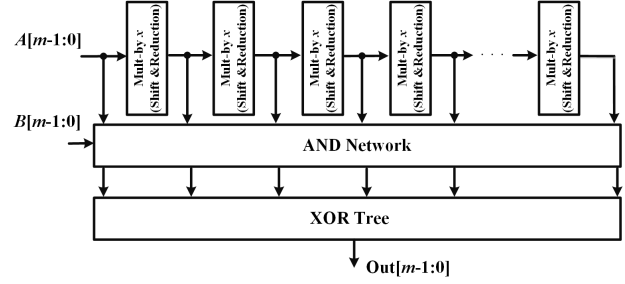 A[m-1:0]
Mult-by x
(Shift &Reduction)
Mult-by x
(Shift &Reduction)
Mult-by x
(Shift &Reduction)
Mult-by x
(Shift &Reduction)
. . .
Mult-by x
(Shift &Reduction)
B[m-1:0]
AND Network
XOR Tree
Out[m-1:0]